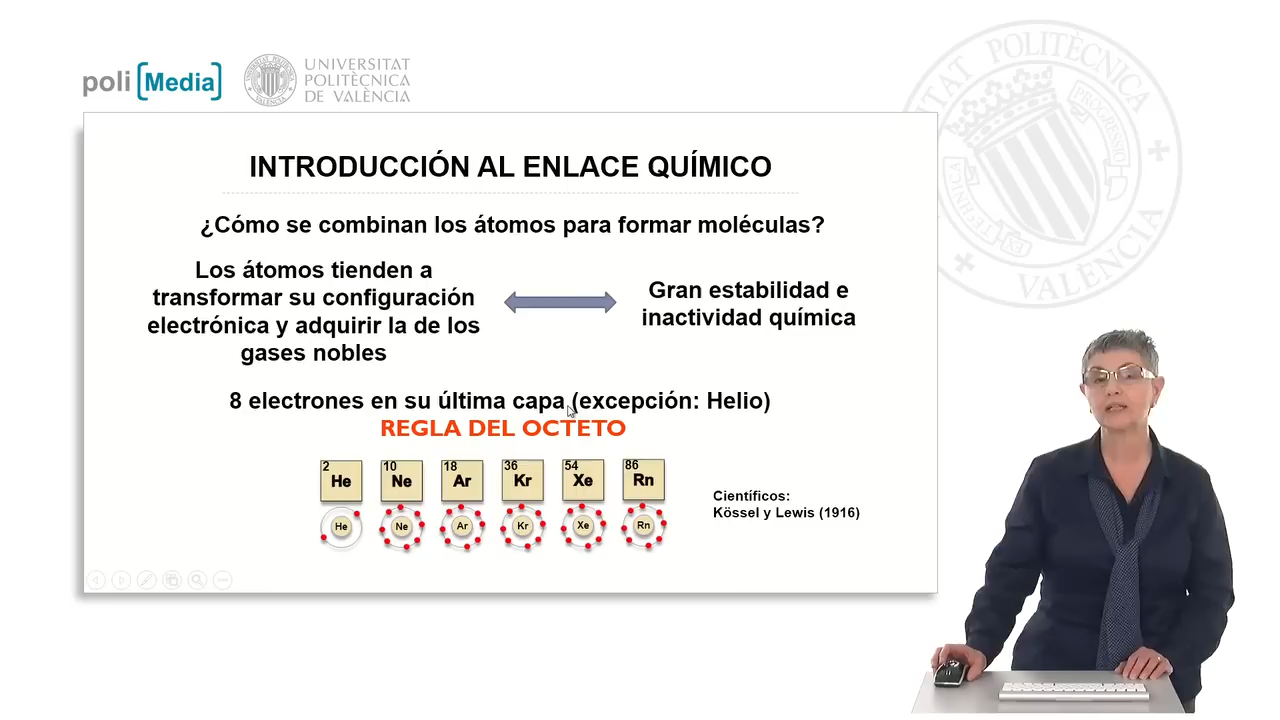 poli [Media]
UNIVERSITAT
POLITÈCNICA
DE VALÈNCIA
INTRODUCCIÓN AL ENLACE QUÍMICO
¿Cómo se combinan los átomos para formar moléculas?
Los átomos tienden a
transformar su configuración
electrónica y adquirir la de los
gases nobles
Gran estabilidad e
inactividad química
8 electrones en su última capa (excepción: Helio)
REGLA DEL OCTETO
2 10 18 36 54 86
He Ne Ar Kr Xe Rn
He Ne Ar Kr Xe Rn
Científicos:
Kössel y Lewis (1916)
POLITÈCNICA
VALÈNCIA